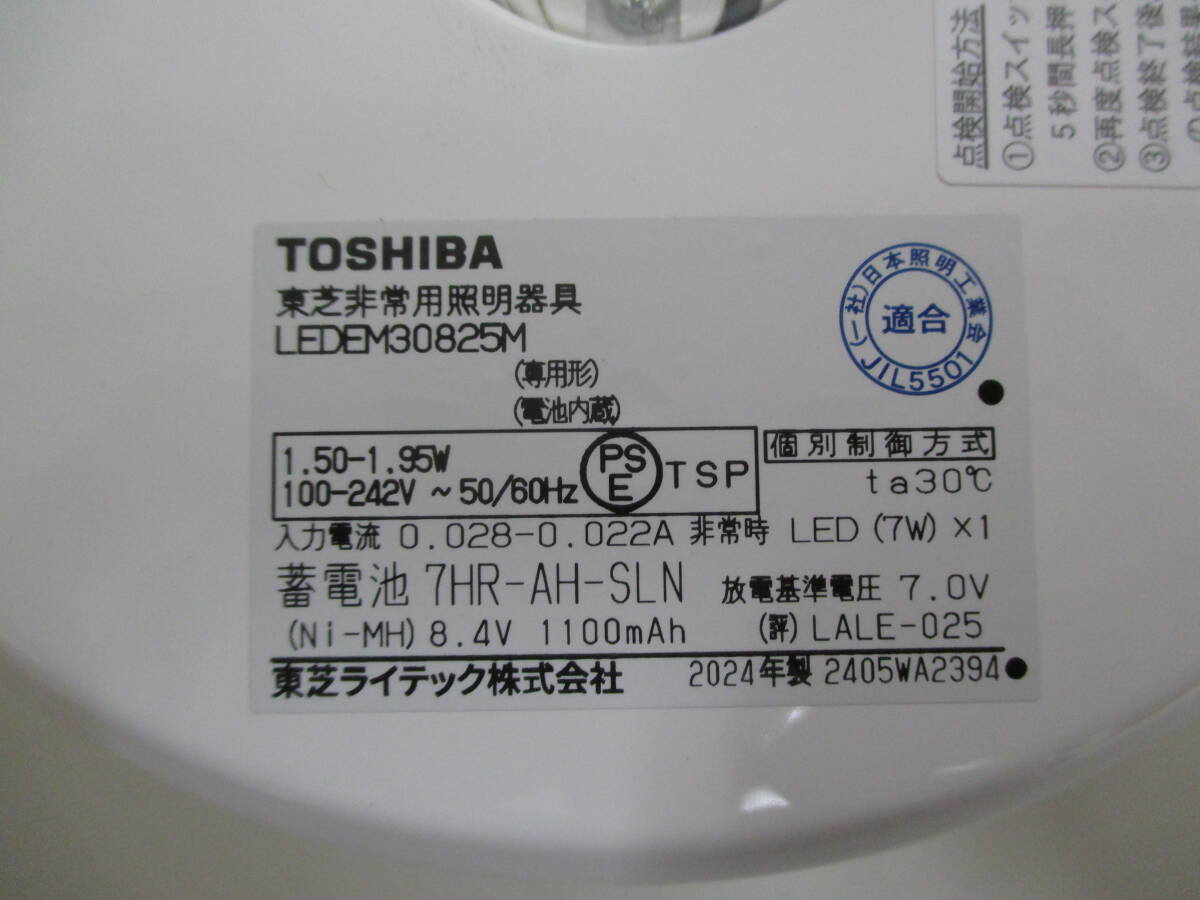 点検開始方法
①点検スイッ
5秒間長押
②再度点検ス
③点検終了後
TOSHIBA
東芝非常用照明器具
LEDEM30825M
(専用形)
(電池内蔵)
(一社)日本照明工業会
適合
JIL5501
1.50-1.95W
100-242V ~ 50/60Hz
PS
E
TSP
個別制御方式
ta30℃
入力電流 0.028-0.022A 非常時 LED (7W) ×1
蓄電池 7HR-AH-SLN 放電基準電圧 7.0V
(Ni-MH) 8.4V 1100mAh (評) LALE-025
東芝ライテック株式会社 2024年製 2405WA2394